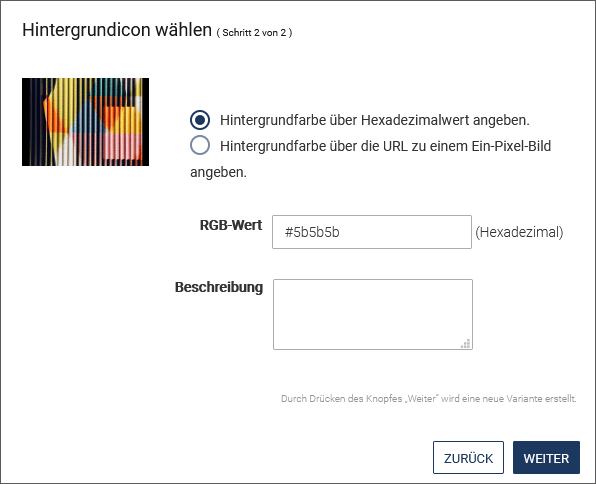 Hintergrundicon wählen ( Schritt 2 von 2 )
Hintergrundfarbe über Hexadezimalwert angeben.
Hintergrundfarbe über die URL zu einem Ein-Pixel-Bild
angeben.
RGB-Wert #5b5b5b (Hexadezimal)
Beschreibung
Durch Drücken des Knopfes „Weiter" wird eine neue Variante erstellt.
ZURÜCK WEITER